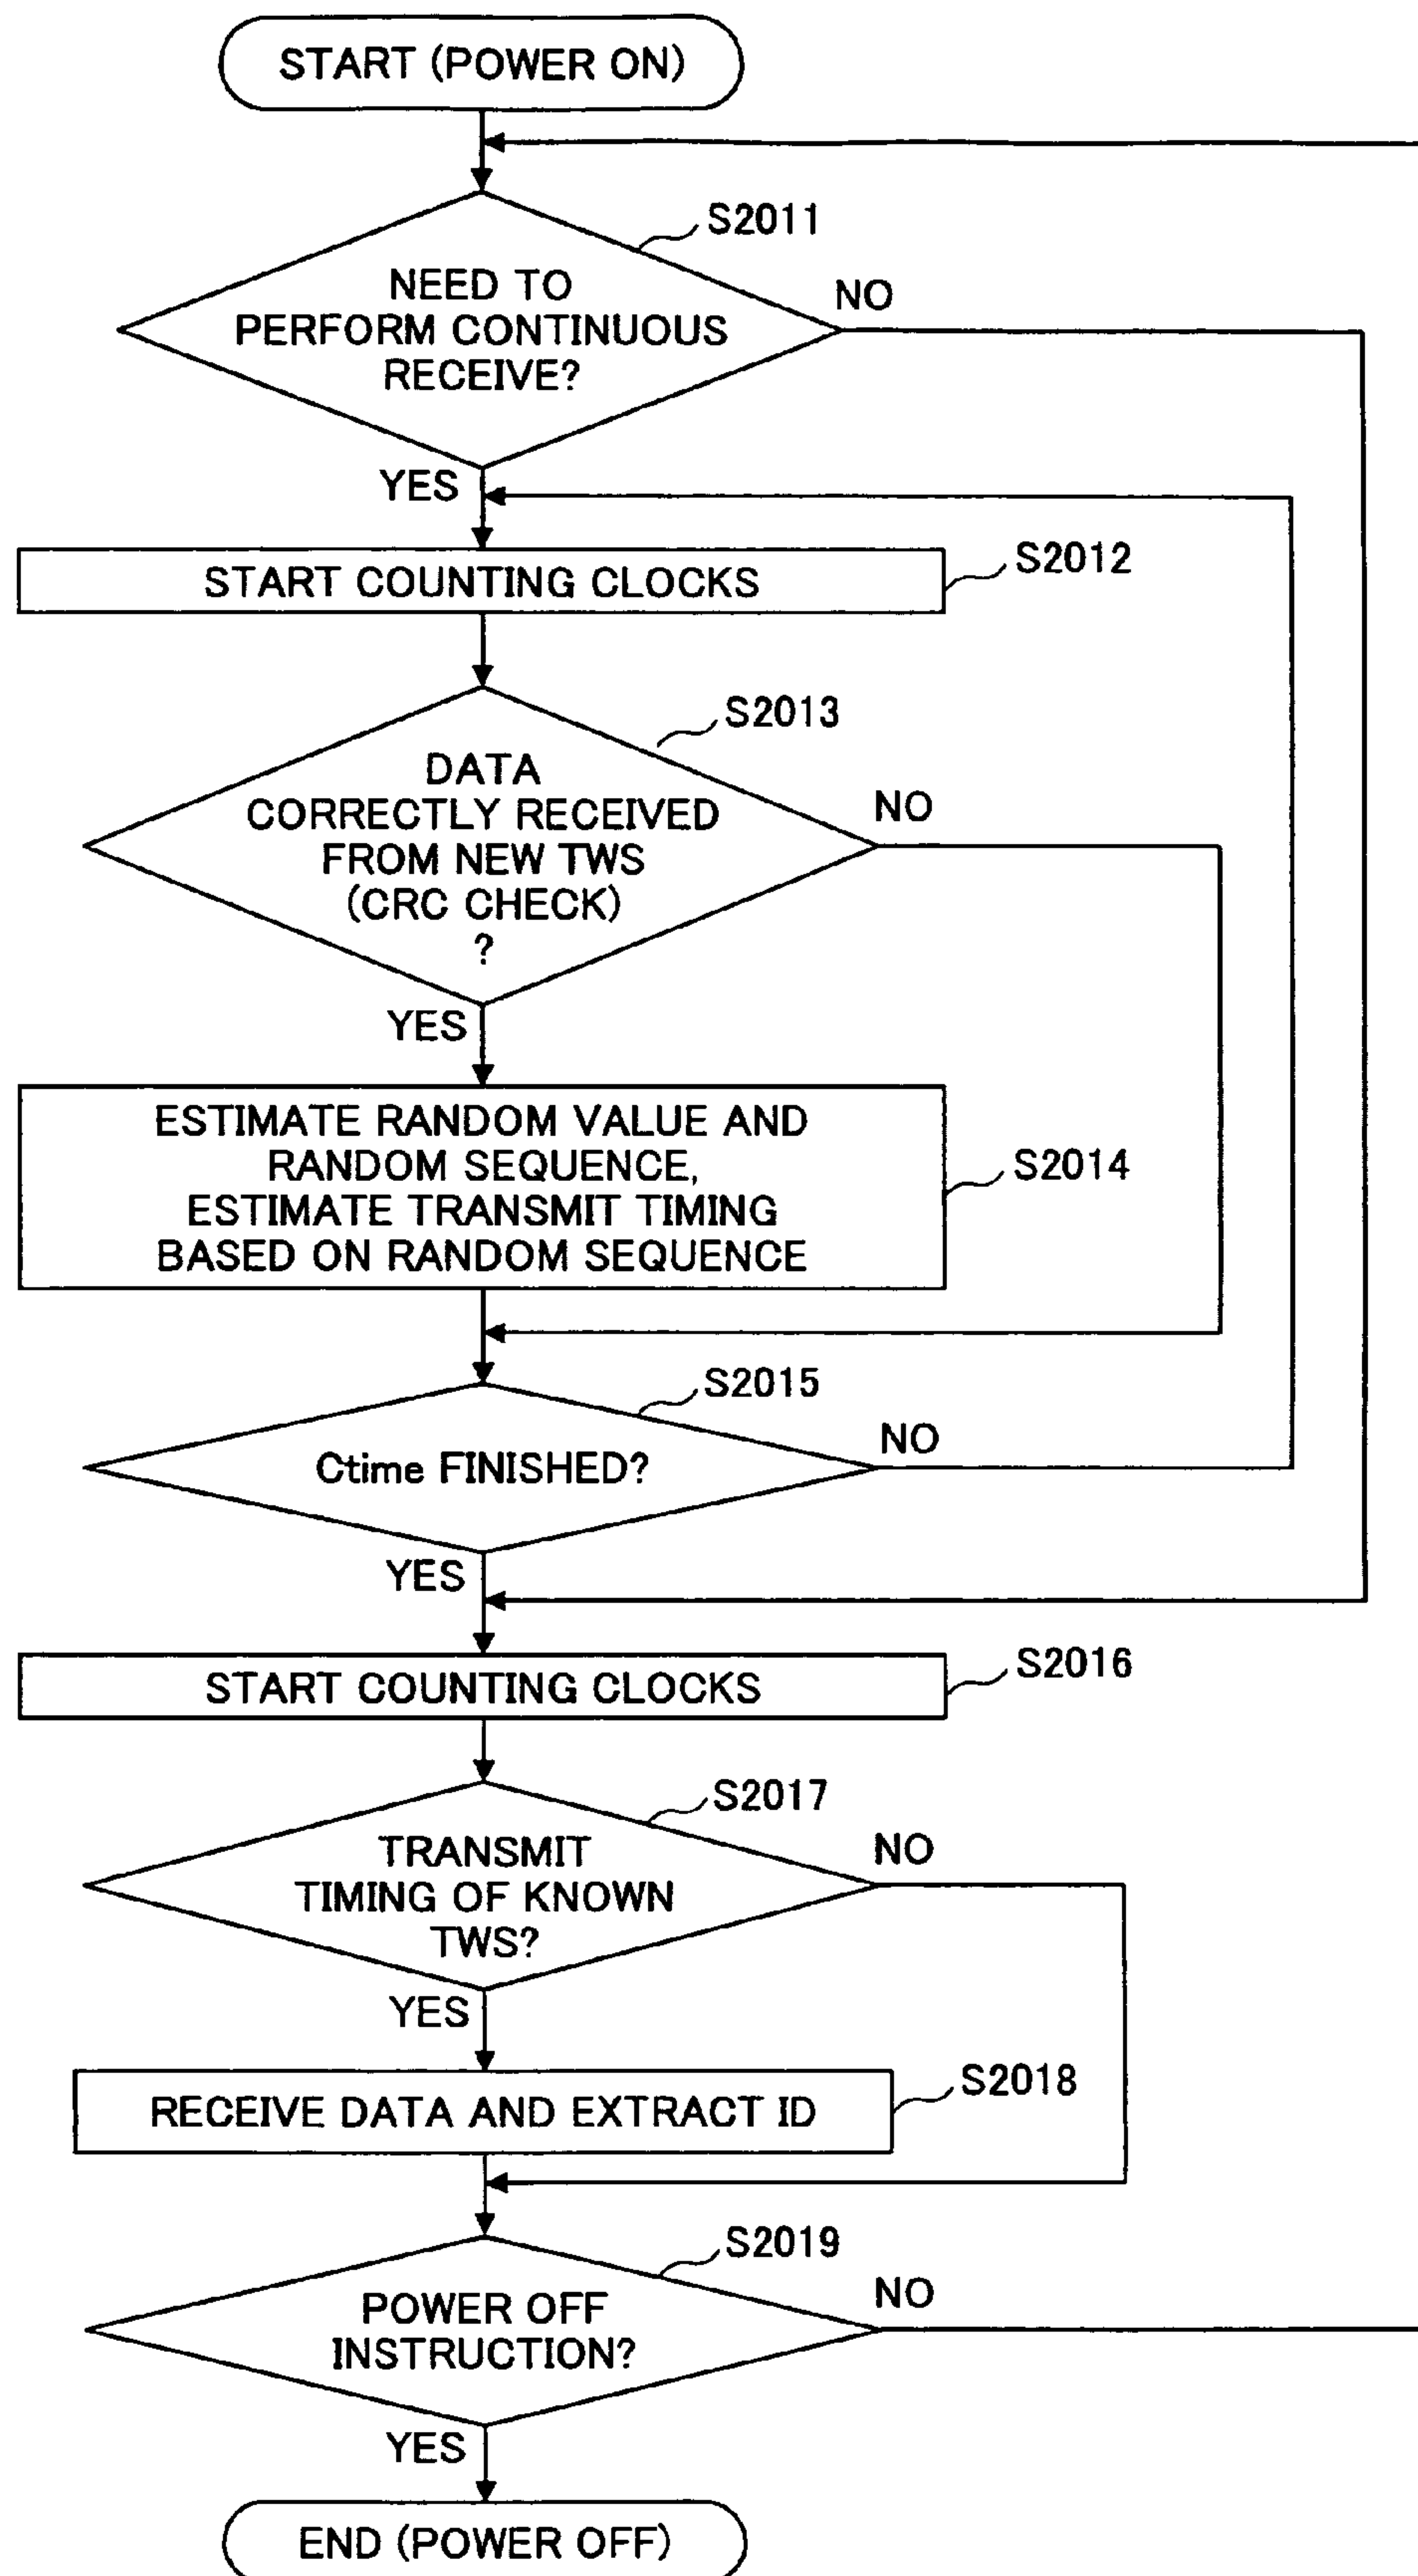 START (POWER ON)
S2011
NEED TO
PERFORM CONTINUOUS
RECEIVE?
NO
YES
START COUNTING CLOCKS
S2012
S2013
DATA
CORRECTLY RECEIVED
FROM NEW TWS
(CRC CHECK)
?
NO
YES
ESTIMATE RANDOM VALUE AND
RANDOM SEQUENCE,
ESTIMATE TRANSMIT TIMING
BASED ON RANDOM SEQUENCE
S2014
S2015
Ctime FINISHED?
NO
YES
START COUNTING CLOCKS
S2016
S2017
TRANSMIT
TIMING OF KNOWN
TWS?
NO
YES
RECEIVE DATA AND EXTRACT ID
S2018
S2019
POWER OFF
INSTRUCTION?
NO
YES
END (POWER OFF)